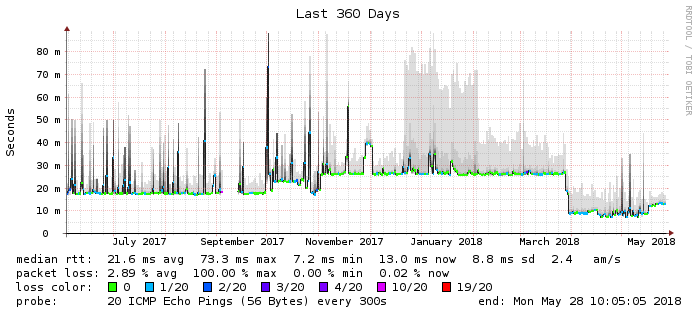 Last 360 Days
RRDTOOL / TOBI OETIKER
Seconds
80 m
70 m
60 m
50 m
40 m
30 m
20 m
10 m
0
July 2017 September 2017 November 2017 January 2018 March 2018 May 2018
median rtt: 21.6 ms avg 73.3 ms max 7.2 ms min 13.0 ms now 8.8 ms sd 2.4 am/s
packet loss: 2.89 % avg 100.00 % max 0.00 % min 0.02 % now
loss color: 0 1/20 2/20 3/20 4/20 10/20 19/20
probe: 20 ICMP Echo Pings (56 Bytes) every 300s end: Mon May 28 10:05:05 2018